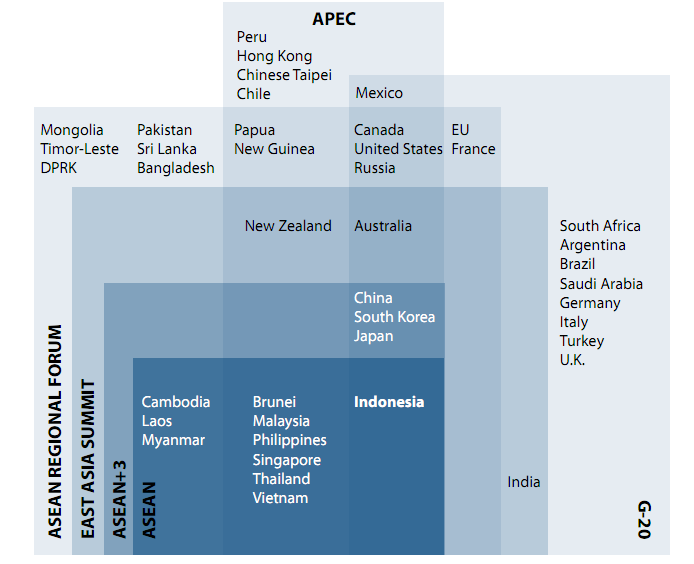 APEC
Peru
Hong Kong
Chinese Taipei
Chile
Mexico
Mongolia
Timor-Leste
DPRK
Pakistan
Sri Lanka
Bangladesh
Papua
New Guinea
Canada
United States
Russia
EU
France
New Zealand
Australia
South Africa
Argentina
Brazil
Saudi Arabia
Germany
Italy
Turkey
U.K.
China
South Korea
Japan
Cambodia
Laos
Myanmar
Brunei
Malaysia
Philippines
Singapore
Thailand
Vietnam
Indonesia
India
ASEAN REGIONAL FORUM
EAST ASIA SUMMIT
ASEAN+3
ASEAN
G-20